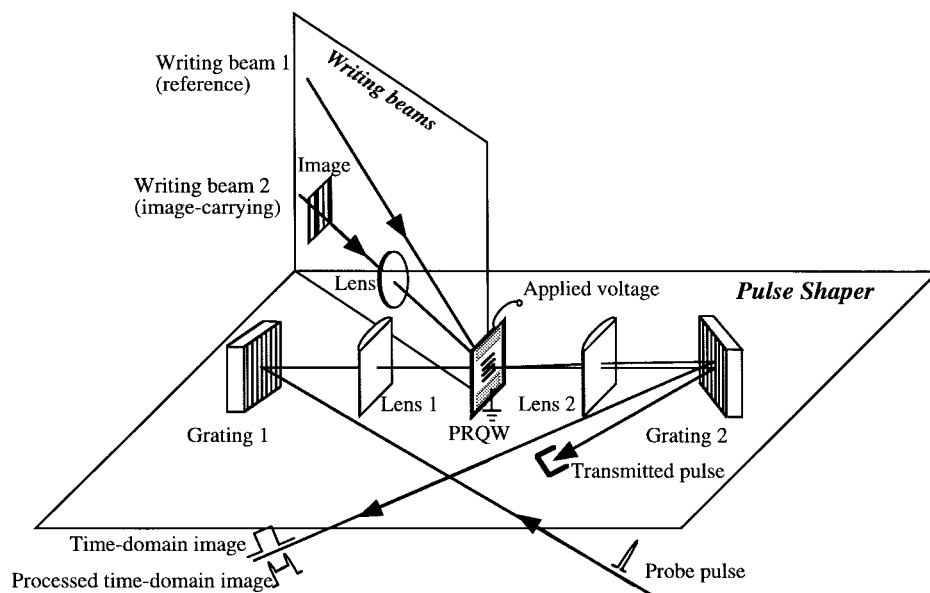 Writing beam 1
(reference)
Writing beams
Image
Writing beam 2
(image-carrying)
Lens
Applied voltage
Pulse Shaper
Lens 1
Lens 2
Grating 1
PRQW
Grating 2
Transmitted pulse
Time-domain image
Processed time-domain image
Probe pulse